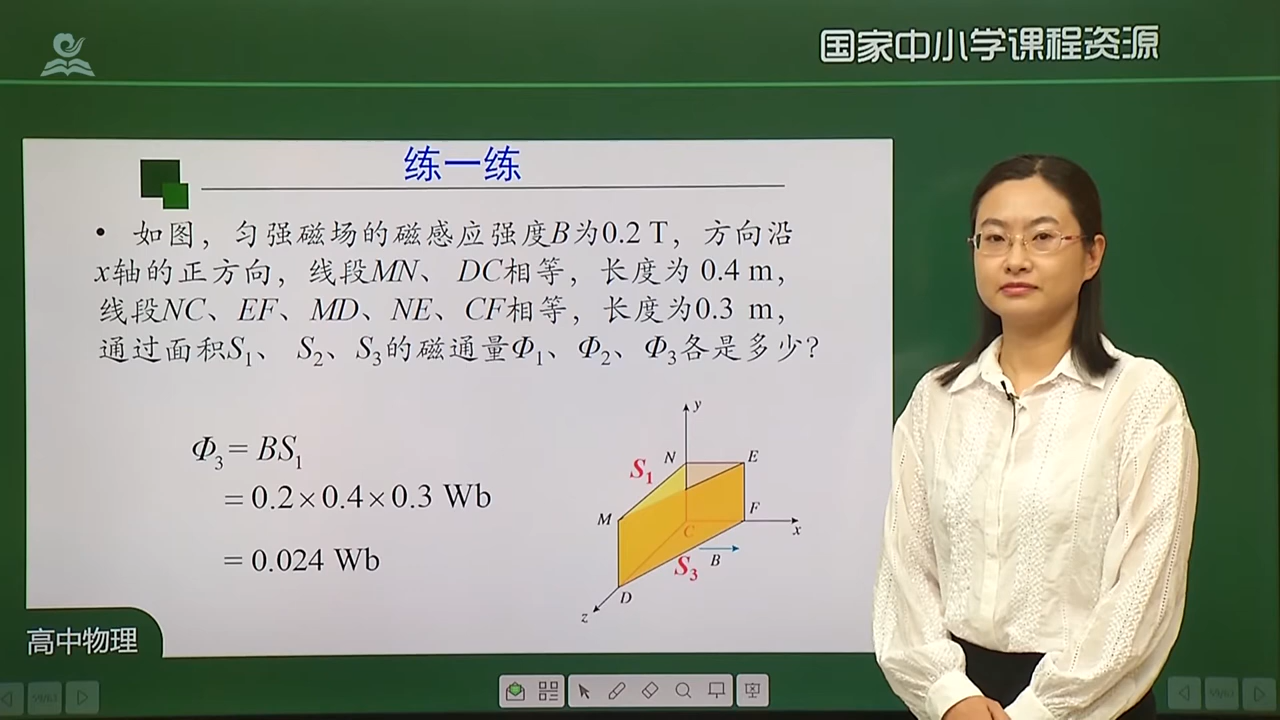 国家中小学课程资源
练一练
• 如图，匀强磁场的磁感应强度B为0.2 T，方向沿
x轴的正方向，线段MN、 DC相等，长度为 0.4 m，
线段NC、EF、MD、NE、CF相等，长度为0.3 m，
通过面积S₁、 S₂、S₃的磁通量Φ₁、Φ₂、Φ₃各是多少？
Φ₃ = BS₁
= 0.2×0.4×0.3 Wb
= 0.024 Wb
y
N
E
S₁
M
F
C
x
B
S₃
D
z
高中物理